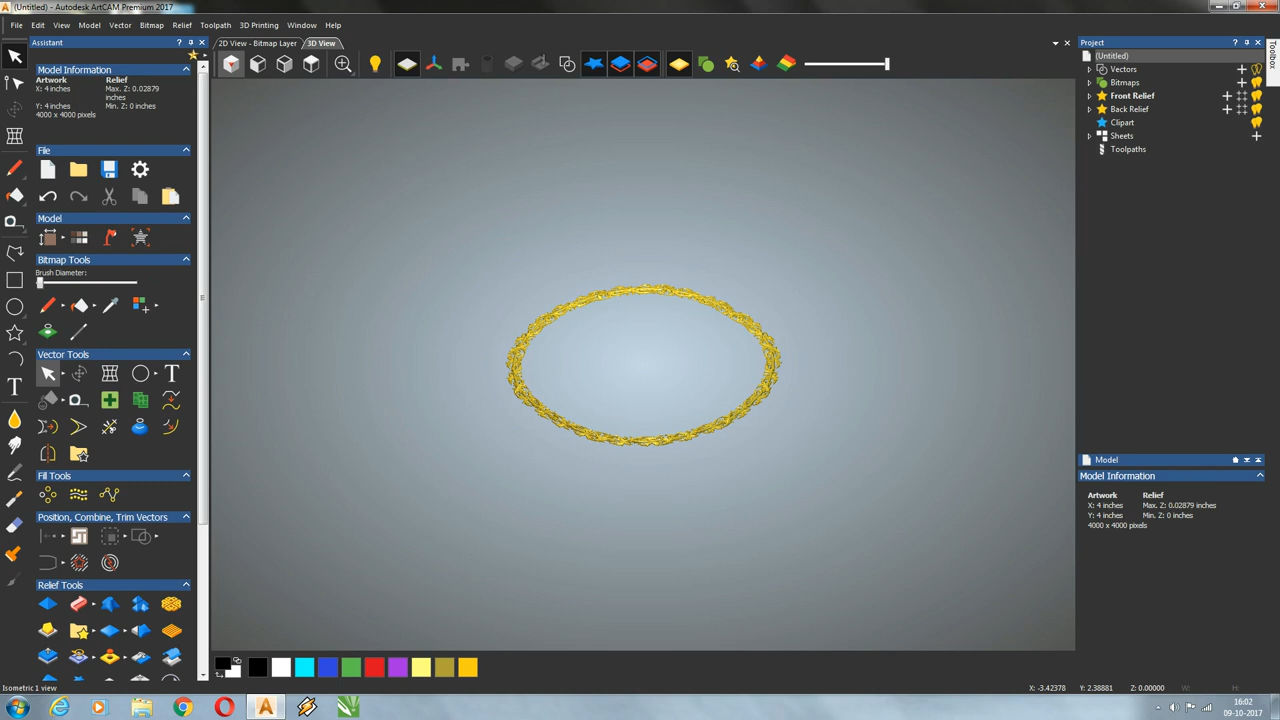 (Untitled) - Autodesk ArtCAM Premium 2017
File Edit View Model Vector Bitmap Relief Toolpath 3D Printing Window Help
Assistant
2D View - Bitmap Layer 3D View
Project
Toolbox
Model Information
Artwork Relief
X: 4 inches Max. Z: 0.02879
inches
Y: 4 inches Min. Z: 0 inches
4000 x 4000 pixels
(Untitled)
Vectors
Bitmaps
Front Relief
Back Relief
Clipart
Sheets
Toolpaths
File
Model
Bitmap Tools
Brush Diameter:
Vector Tools
Fill Tools
Position, Combine, Trim Vectors
Relief Tools
Model
Model Information
Artwork Relief
X: 4 inches Max. Z: 0.02879 inches
Y: 4 inches Min. Z: 0 inches
4000 x 4000 pixels
Isometric 1 view
X: -3.42378 Y: 2.38881 Z: 0.00000 W: H:
16:02
09-10-2017